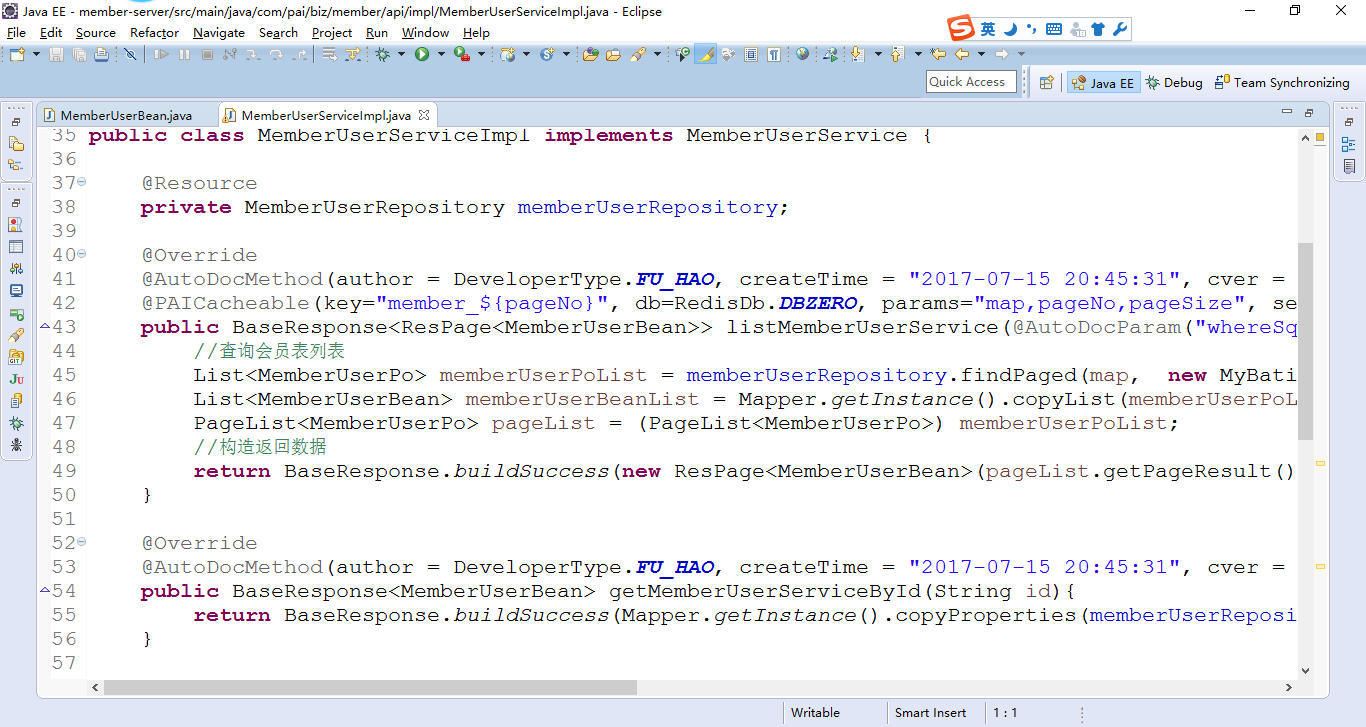 Java EE - member-server/src/main/java/com/pai/biz/member/api/impl/MemberUserServiceImpl.java - Eclipse
File Edit Source Refactor Navigate Search Project Run Window Help
英
Quick Access Java EE Debug Team Synchronizing
MemberUserBean.java MemberUserServiceImpl.java
35 public class MemberUserServiceImpl implements MemberUserService {
36
37 @Resource
38 private MemberUserRepository memberUserRepository;
39
40 @Override
41 @AutoDocMethod(author = DeveloperType.FU_HAO, createTime = "2017-07-15 20:45:31", cver =
42 @PAICacheable(key="member_${pageNo}", db=RedisDb.DBZERO, params="map,pageNo,pageSize", se
43 public BaseResponse<ResPage<MemberUserBean>> listMemberUserService(@AutoDocParam("whereSq
44 //查询会员表列表
45 List<MemberUserPo> memberUserPoList = memberUserRepository.findPaged(map, new MyBati
46 List<MemberUserBean> memberUserBeanList = Mapper.getInstance().copyList(memberUserPoL
47 PageList<MemberUserPo> pageList = (PageList<MemberUserPo>) memberUserPoList;
48 //构造返回数据
49 return BaseResponse.buildSuccess(new ResPage<MemberUserBean>(pageList.getPageResult()
50 }
51
52 @Override
53 @AutoDocMethod(author = DeveloperType.FU_HAO, createTime = "2017-07-15 20:45:31", cver =
54 public BaseResponse<MemberUserBean> getMemberUserServiceById(String id){
55 return BaseResponse.buildSuccess(Mapper.getInstance().copyProperties(memberUserReposi
56 }
57
Writable Smart Insert 1 : 1